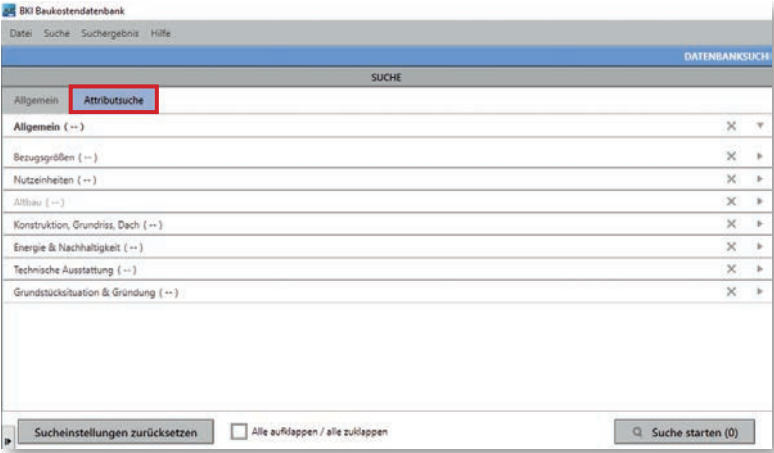 BKI Baukostendatenbank
Datei Suche Suchergebnis Hilfe
DATENBANKSUCH
SUCHE
Allgemein Attributsuche
Allgemein ( -- )
Bezugsgrößen ( -- )
Nutzeinheiten ( -- )
Altbau ( -- )
Konstruktion, Grundriss, Dach ( -- )
Energie & Nachhaltigkeit ( -- )
Technische Ausstattung ( -- )
Grundstücksituation & Gründung ( -- )
Sucheinstellungen zurücksetzen Alle aufklappen / alle zuklappen Suche starten (0)